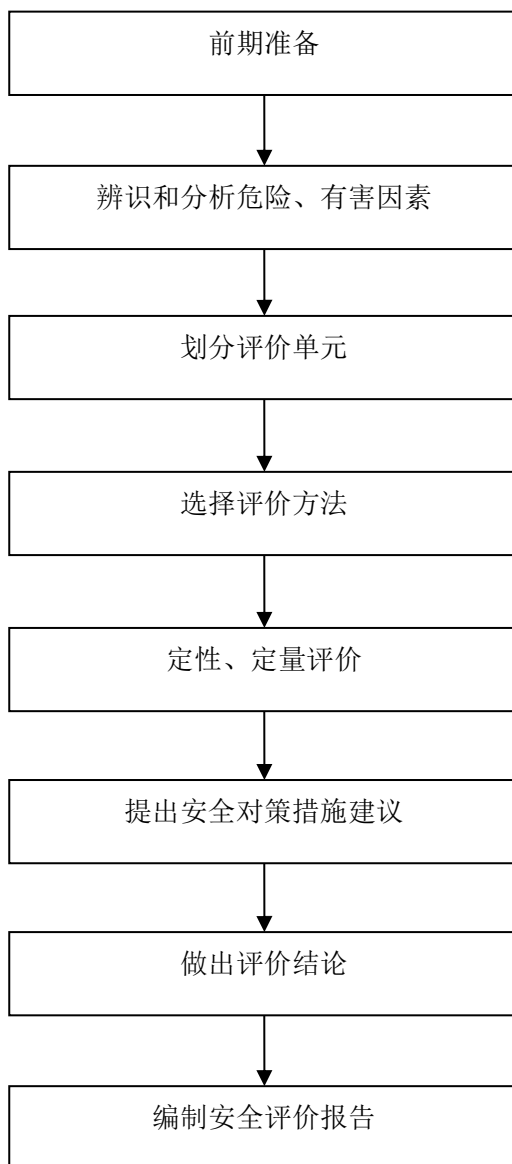 前期准备
辨识和分析危险、有害因素
划分评价单元
选择评价方法
定性、定量评价
提出安全对策措施建议
做出评价结论
编制安全评价报告